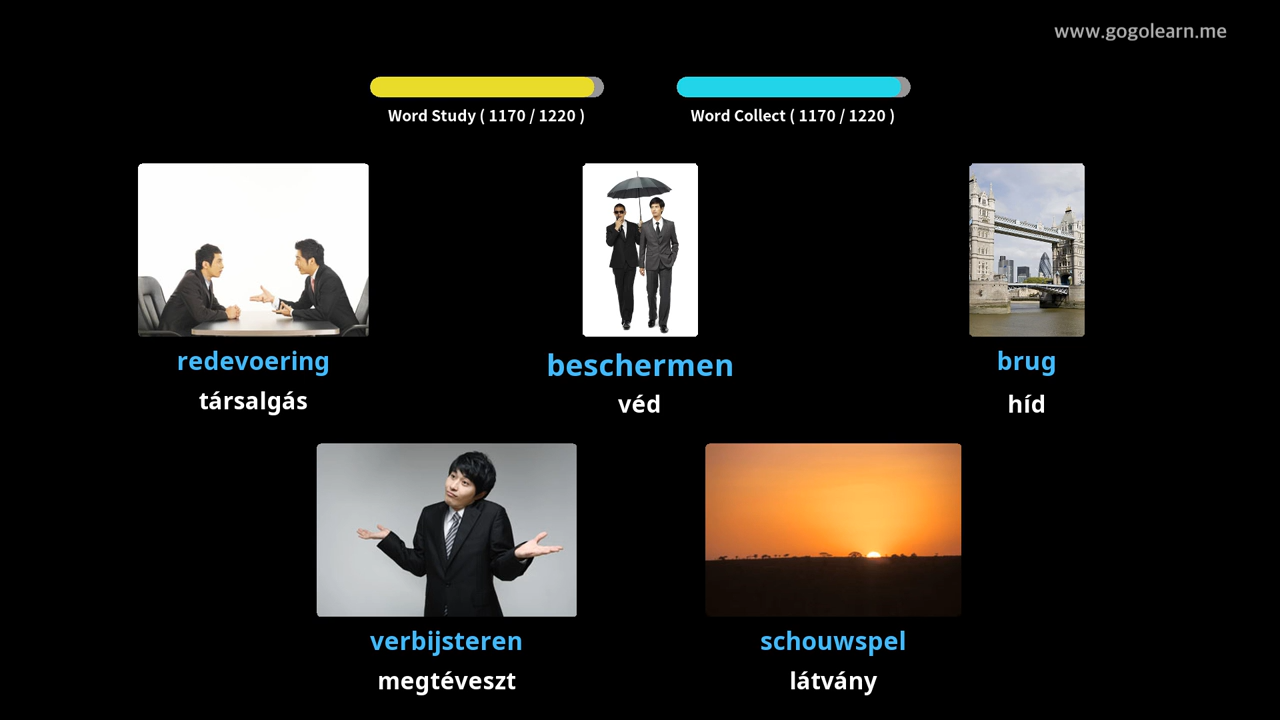 www.gogolearn.me
Word Study ( 1170 / 1220 )
Word Collect ( 1170 / 1220 )
redevoering
társalgás
beschermen
véd
brug
híd
verbijsteren
megtéveszt
schouwspel
látvány